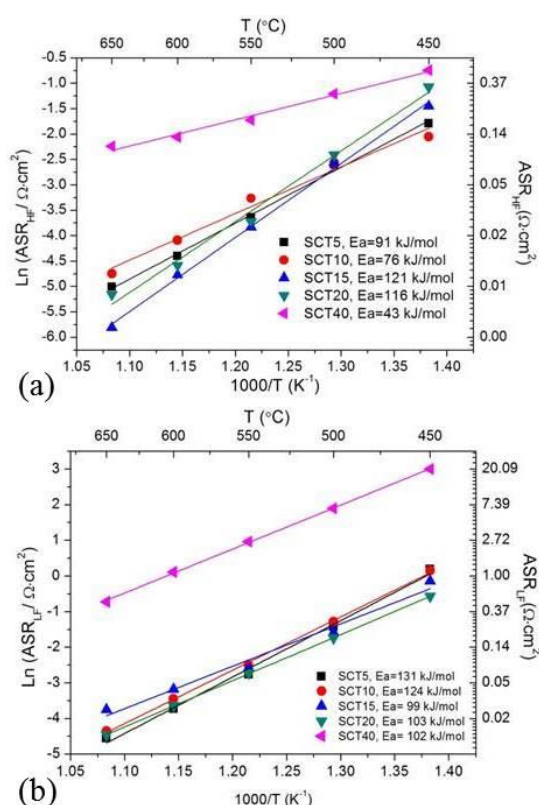 T (°C)
650 600 550 500 450
-0.5
-1.0
-1.5
-2.0
-2.5
-3.0
-3.5
-4.0
-4.5
-5.0
-5.5
-6.0
Ln (ASR_HF/ Ω·cm²)
0.37
0.14
0.05
0.02
0.01
0.00
ASR_HF(Ω·cm²)
SCT5, Ea=91 kJ/mol
SCT10, Ea=76 kJ/mol
SCT15, Ea=121 kJ/mol
SCT20, Ea=116 kJ/mol
SCT40, Ea=43 kJ/mol
1.05 1.10 1.15 1.20 1.25 1.30 1.35 1.40
1000/T (K⁻¹)
(a)
T (°C)
650 600 550 500 450
3
2
1
0
-1
-2
-3
-4
-5
Ln (ASR_LF/ Ω·cm²)
20.09
7.39
2.72
1.00
0.37
0.14
0.05
0.02
ASR_LF(Ω·cm²)
SCT5, Ea=131 kJ/mol
SCT10, Ea=124 kJ/mol
SCT15, Ea= 99 kJ/mol
SCT20, Ea= 103 kJ/mol
SCT40, Ea= 102 kJ/mol
1.05 1.10 1.15 1.20 1.25 1.30 1.35 1.40
1000/T (K⁻¹)
(b)